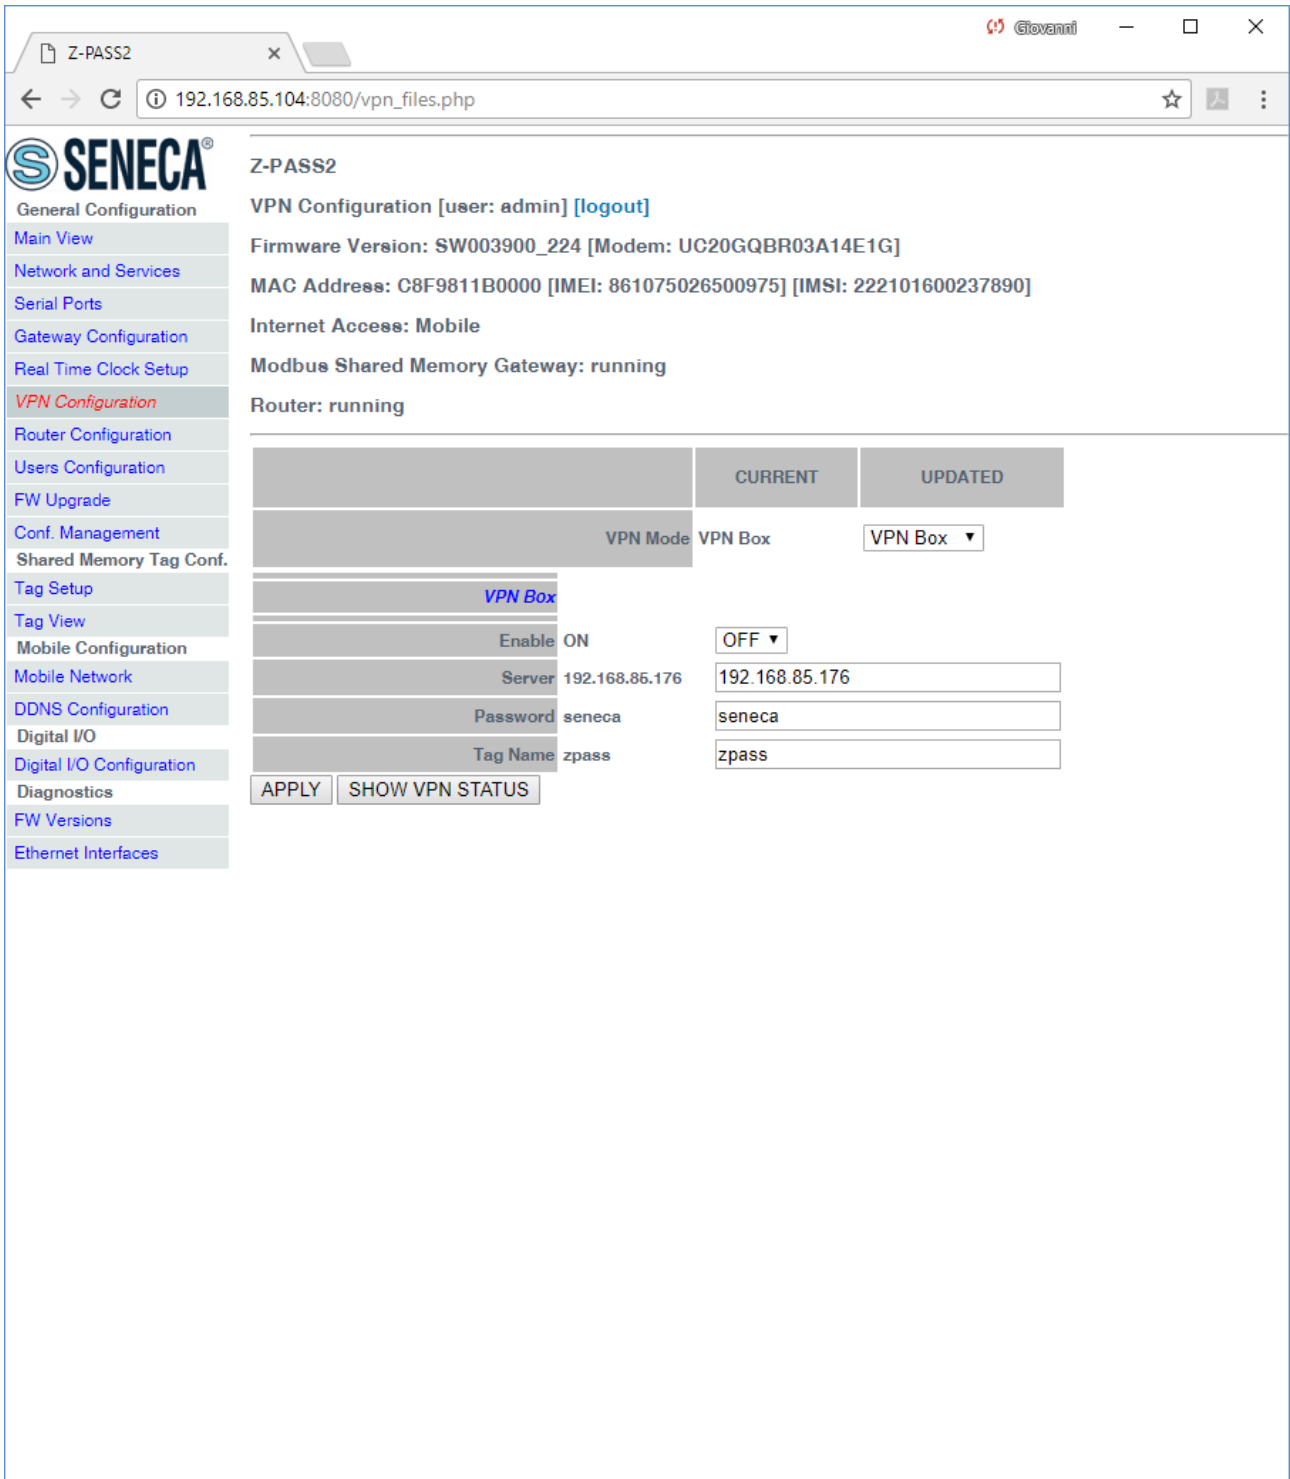 Giovanni
Z-PASS2
192.168.85.104:8080/vpn_files.php
S SENECA®
General Configuration
Main View
Network and Services
Serial Ports
Gateway Configuration
Real Time Clock Setup
VPN Configuration
Router Configuration
Users Configuration
FW Upgrade
Conf. Management
Shared Memory Tag Conf.
Tag Setup
Tag View
Mobile Configuration
Mobile Network
DDNS Configuration
Digital I/O
Digital I/O Configuration
Diagnostics
FW Versions
Ethernet Interfaces
Z-PASS2
VPN Configuration [user: admin] [logout]
Firmware Version: SW003900_224 [Modem: UC20GQBR03A14E1G]
MAC Address: C8F9811B0000 [IMEI: 861075026500975] [IMSI: 222101600237890]
Internet Access: Mobile
Modbus Shared Memory Gateway: running
Router: running
CURRENT UPDATED
VPN Mode VPN Box VPN Box
VPN Box
Enable ON OFF
Server 192.168.85.176 192.168.85.176
Password seneca seneca
Tag Name zpass zpass
APPLY SHOW VPN STATUS